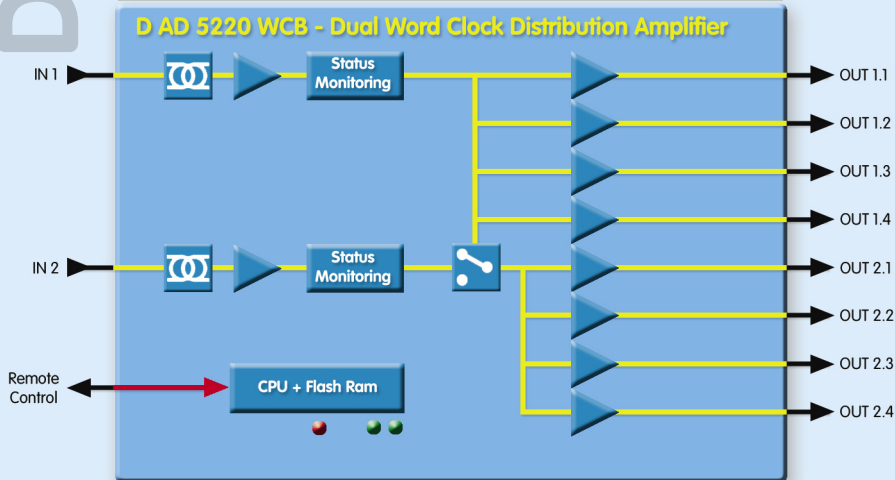 D
D AD 5220 WCB - Dual Word Clock Distribution Amplifier
IN 1
Status
Monitoring
OUT 1.1
OUT 1.2
OUT 1.3
OUT 1.4
IN 2
Status
Monitoring
OUT 2.1
OUT 2.2
OUT 2.3
OUT 2.4
Remote
Control
CPU + Flash Ram